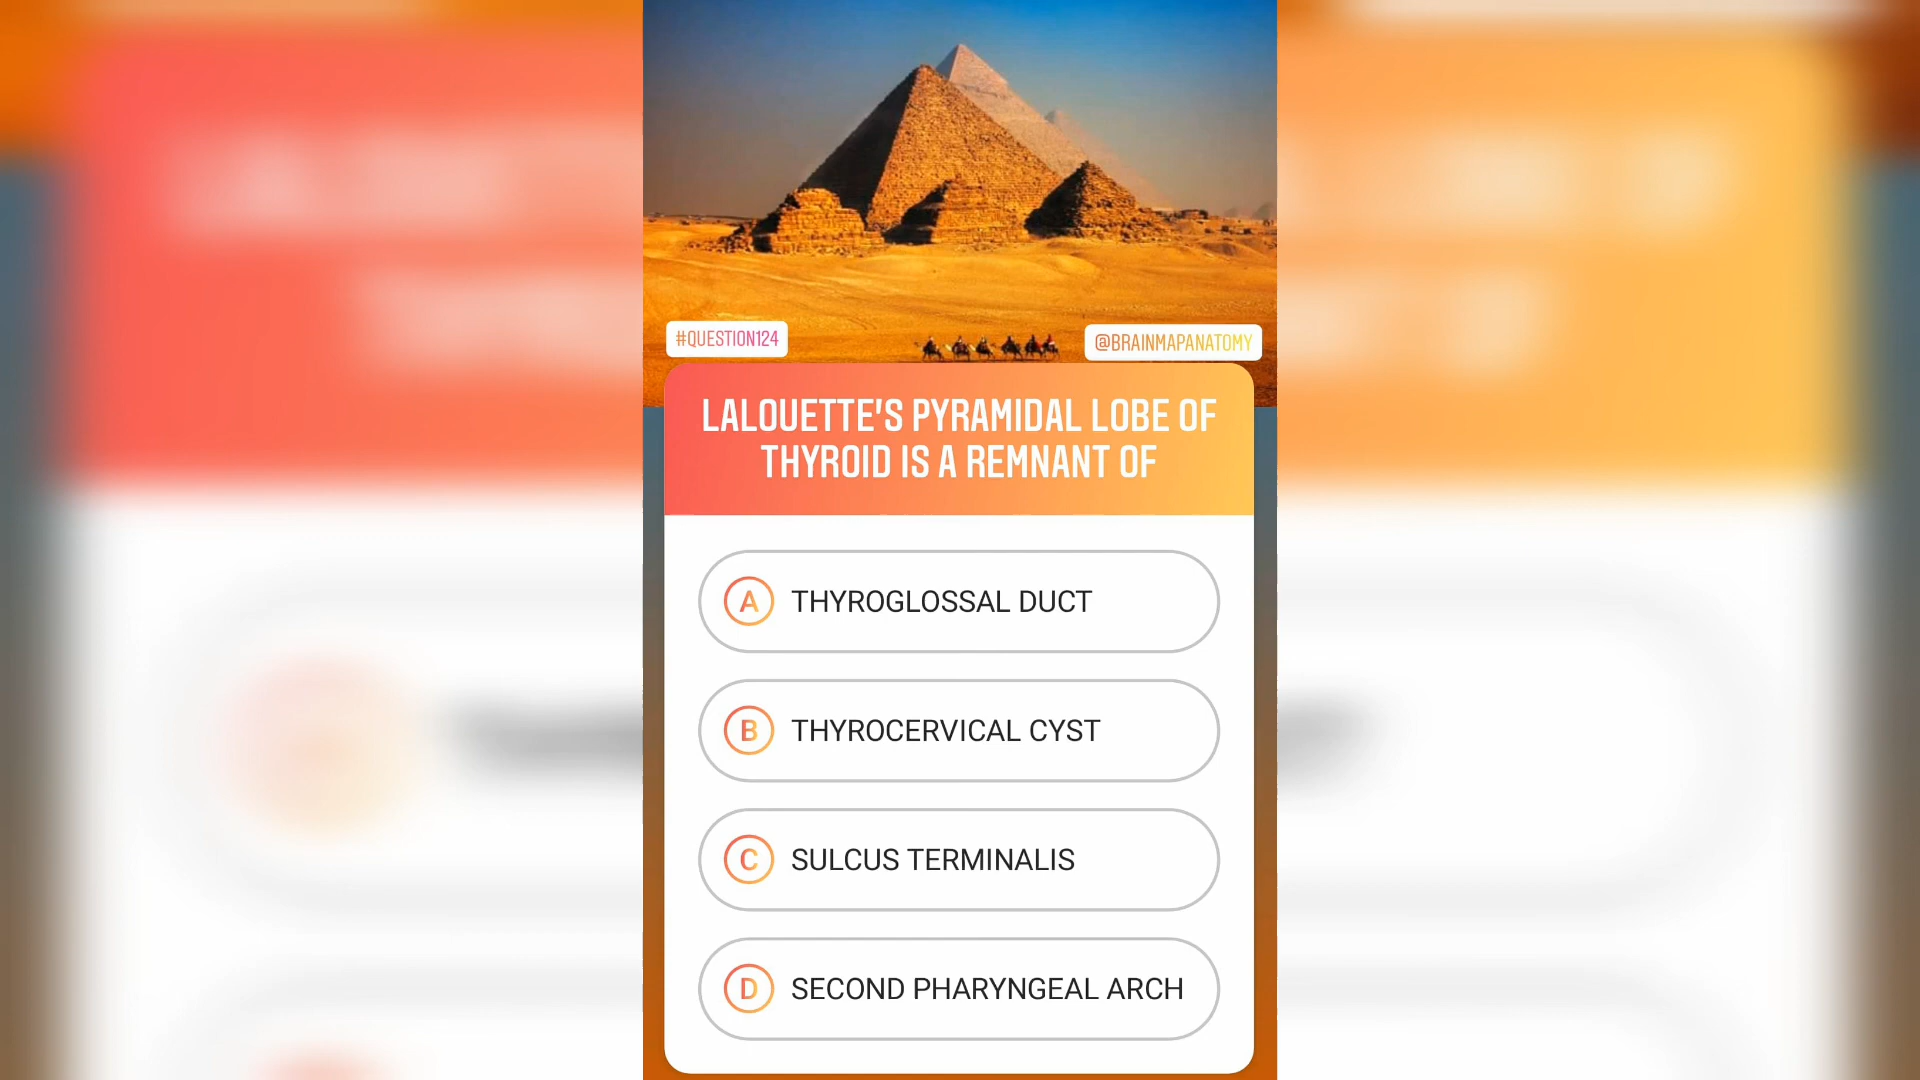 #QUESTION124
@BRAINMAPANATOMY
LALOUETTE'S PYRAMIDAL LOBE OF
THYROID IS A REMNANT OF
A THYROGLOSSAL DUCT
B THYROCERVICAL CYST
C SULCUS TERMINALIS
D SECOND PHARYNGEAL ARCH